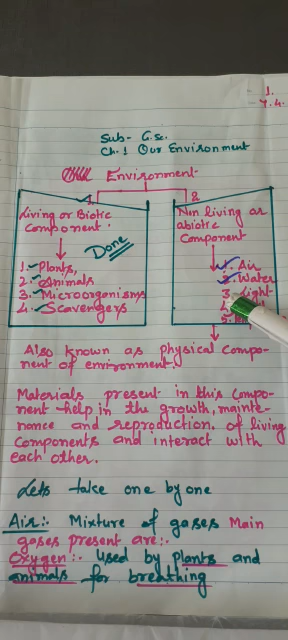 1.
7.4.
Sub- G.Sc.
Ch.1 Our Environment
Environment
1 2
Living or Biotic
Component
Done
1. Plants,
2. Animals
3. Microorganisms
4. Scavengers
Non living or
abiotic
Component
1. Air
2. Water
3. Light
5.
Also known as physical Compo-
nent of environment.
Materials present in this compo-
nent help in the growth, mainte-
nance and reproduction of living
Components and interact with
each other.
Lets take one by one
Air:- Mixture of gases Main
gases present are:-
Oxygen:- Used by plants and
animals for breathing